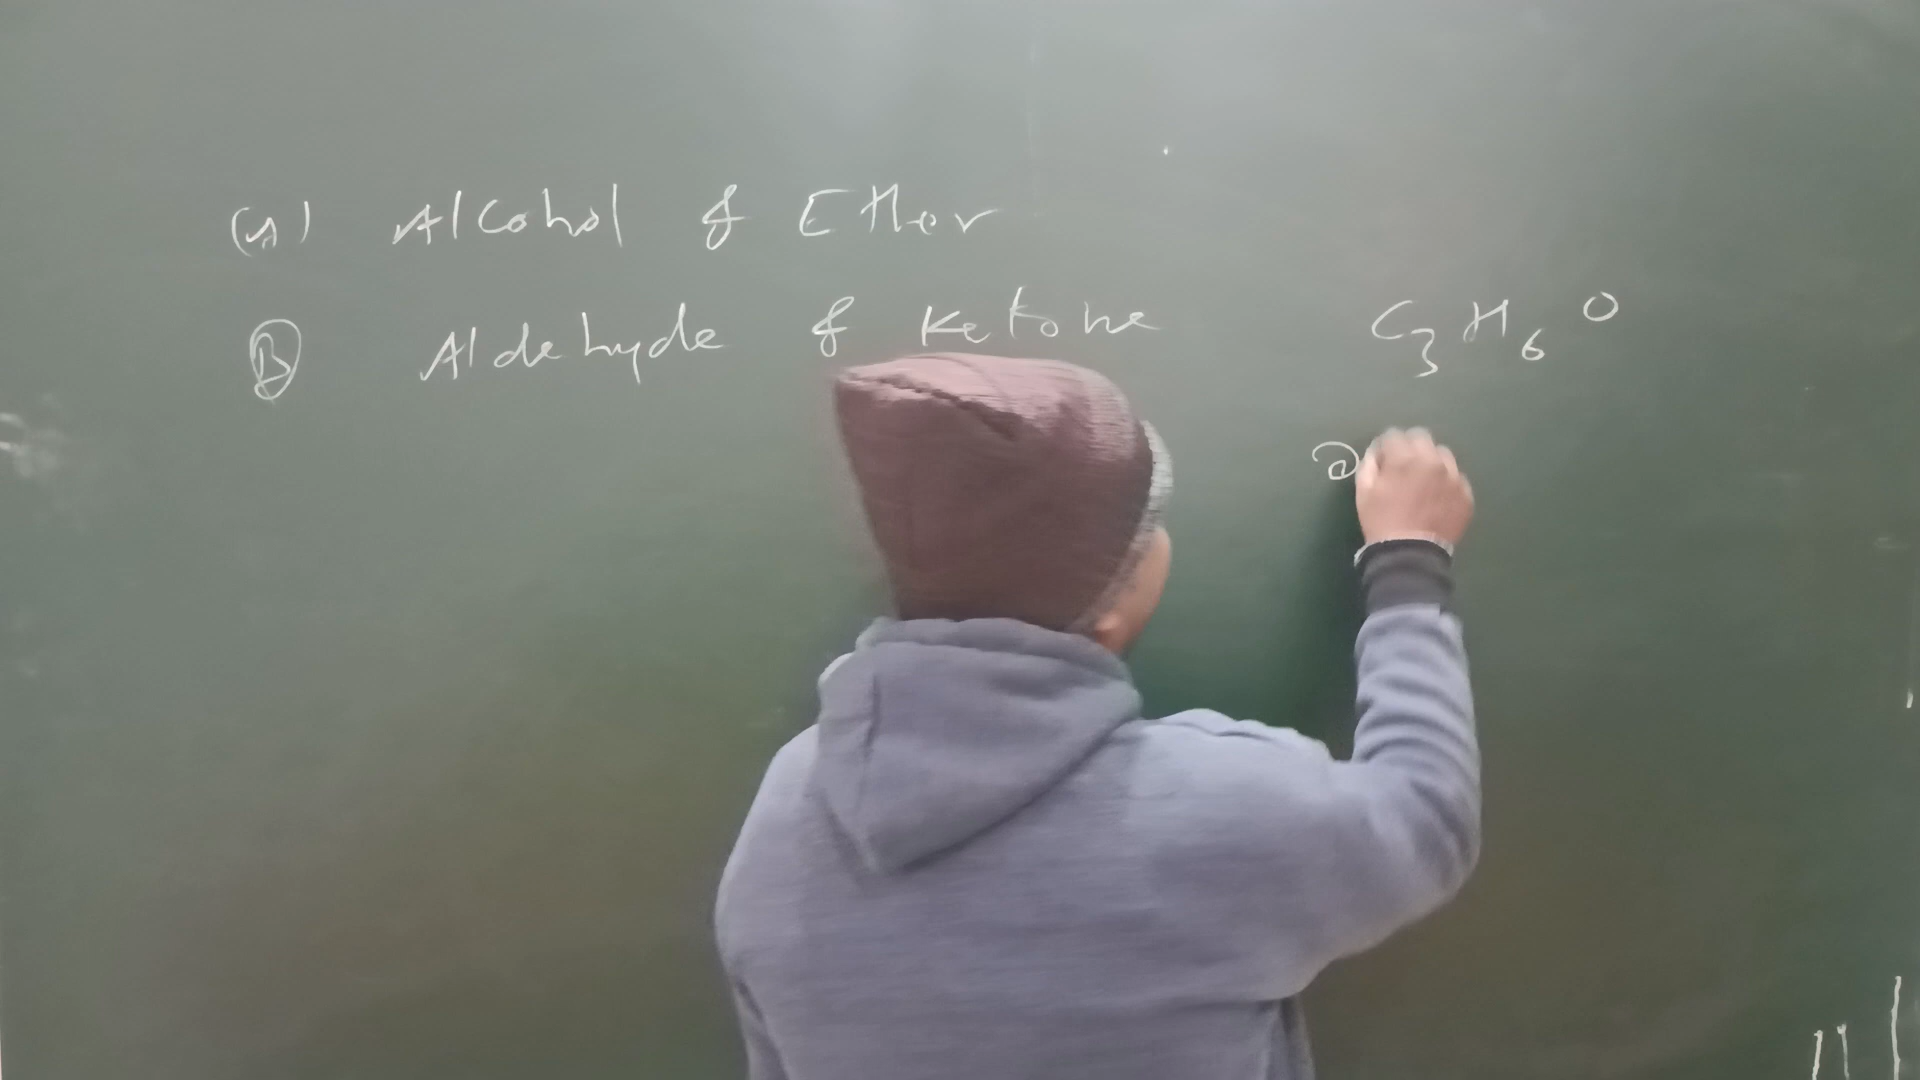 (A) Alcohol & Ether
(B) Aldehyde & Ketone C₃H₆O
(a)